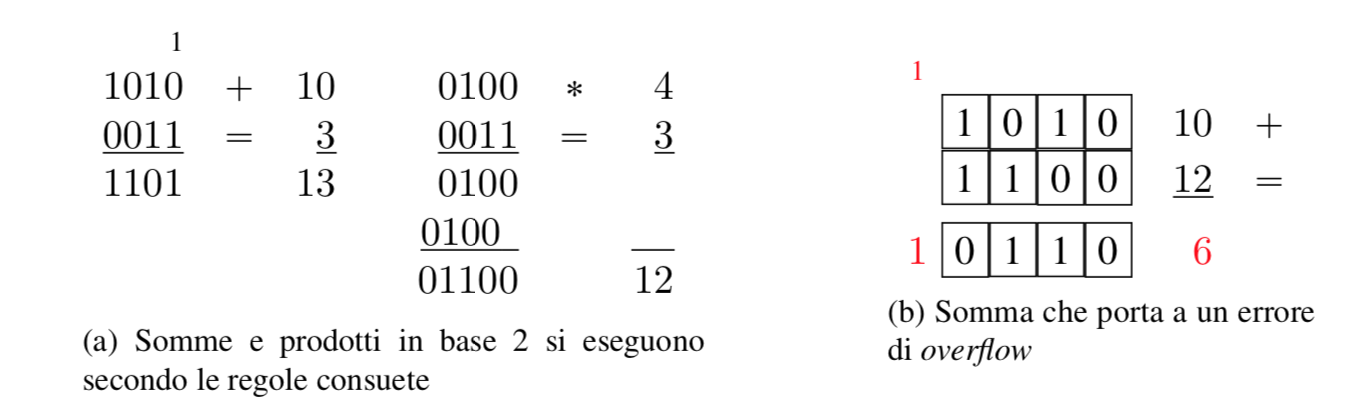 1
1010 + 10
0011 = 3
1101 13
0100 * 4
0011 = 3
0100
0100
01100 12
(a) Somme e prodotti in base 2 si eseguono
secondo le regole consuete
1
1 0 1 0 10 +
1 1 0 0 12 =
1 0 1 1 0 6
(b) Somma che porta a un errore
di overflow